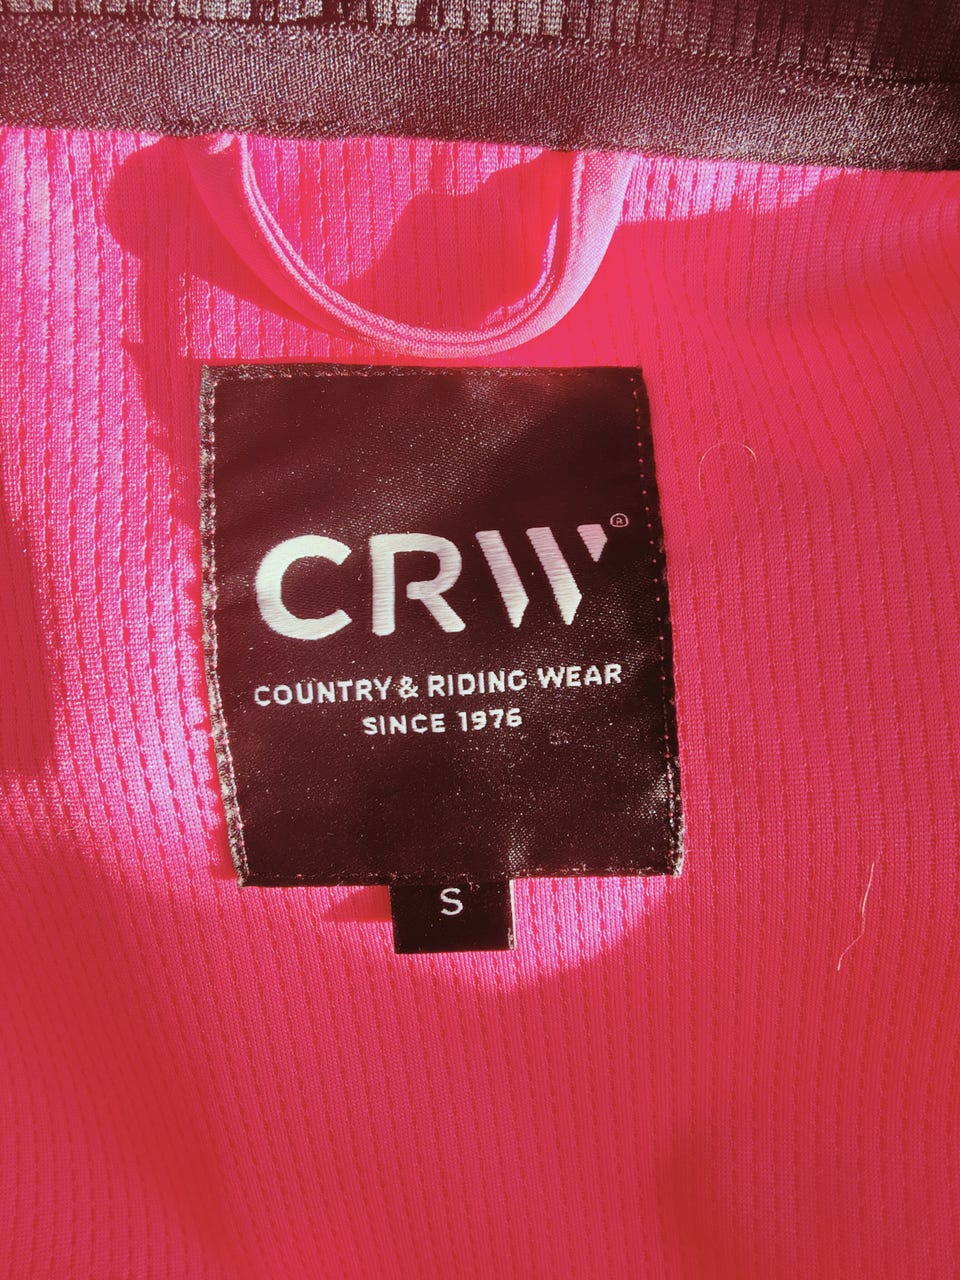 CRW®
COUNTRY & RIDING WEAR
SINCE 1976
S